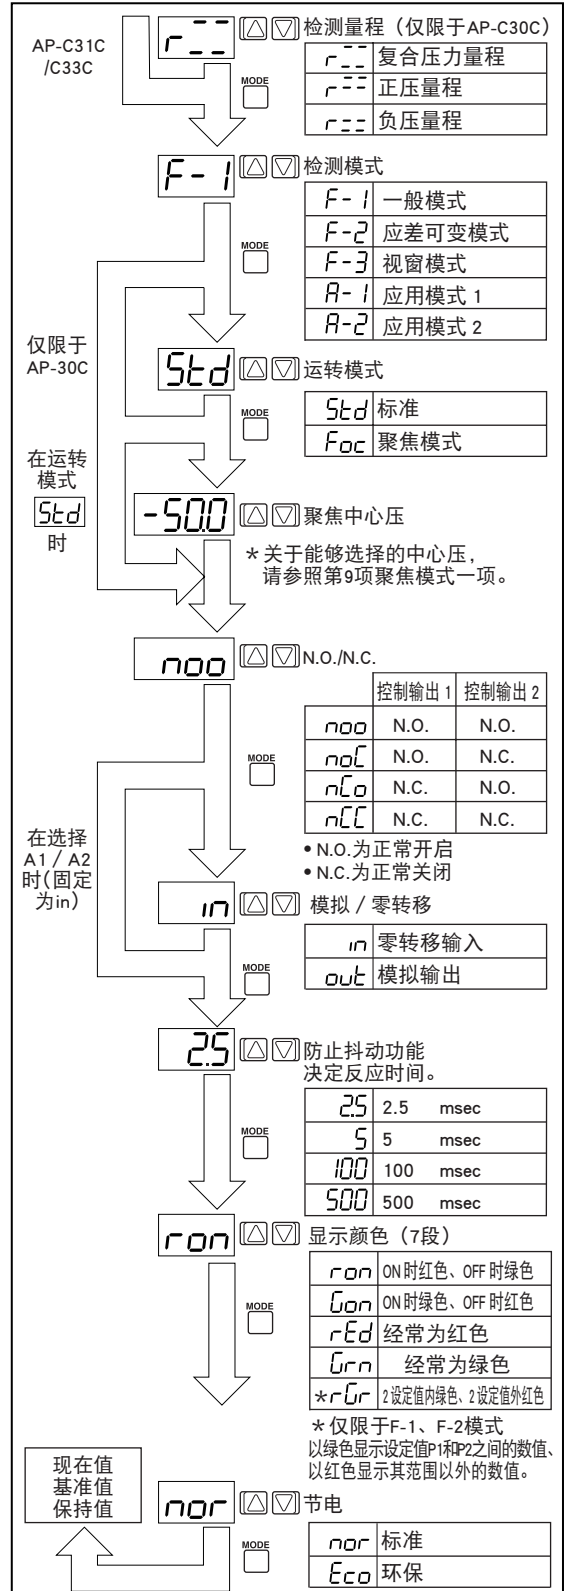 AP-C31C
/C33C
r__ 检测量程（仅限于AP-C30C）
r-_ 复合压力量程
r-- 正压量程
r__ 负压量程
MODE
F-1 检测模式
F-1 一般模式
F-2 应差可变模式
F-3 视窗模式
A-1 应用模式 1
A-2 应用模式 2
MODE
仅限于
AP-30C
Std 运转模式
Std 标准
Foc 聚焦模式
MODE
在运转
模式
Std
时
-50.0 聚焦中心压
*关于能够选择的中心压，
请参照第9项聚焦模式一项。
noo N.O./N.C.
控制输出 1 控制输出 2
noo N.O. N.O.
noC N.O. N.C.
nCo N.C. N.O.
nCC N.C. N.C.
MODE
•N.O.为正常开启
•N.C.为正常关闭
在选择
A1／A2
时(固定
为in)
in 模拟／零转移
in 零转移输入
out 模拟输出
MODE
2.5 防止抖动功能
决定反应时间。
2.5 2.5 msec
5 5 msec
100 100 msec
500 500 msec
MODE
ron 显示颜色（7段）
ron ON时红色、OFF时绿色
Gon ON时绿色、OFF时红色
rEd 经常为红色
Grn 经常为绿色
*rGr 2设定值内绿色、2设定值外红色
MODE
*仅限于F-1、F-2模式
以绿色显示设定值P1和P2之间的数值、
以红色显示其范围以外的数值。
现在值
基准值
保持值
nor 节电
nor 标准
Eco 环保
MODE